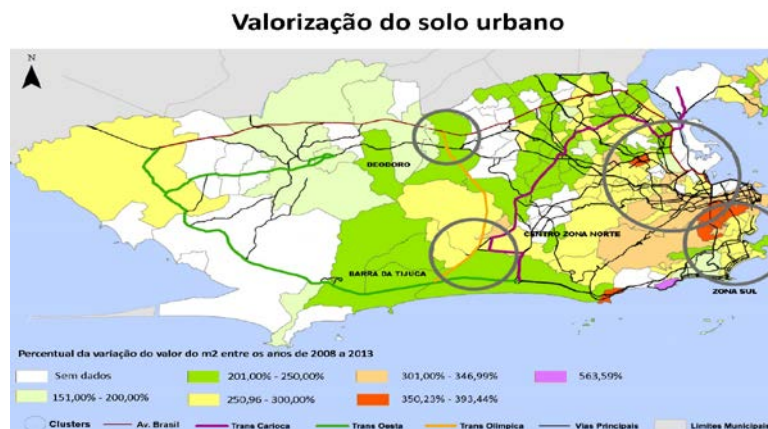 Valorização do solo urbano
N
DEODORO
CENTRO ZONA NORTE
BARRA DA TIJUCA
ZONA SUL
Percentual da variação do valor do m2 entre os anos de 2008 a 2013
Sem dados 201,00% - 250,00% 301,00% - 346,99% 563,59%
151,00% - 200,00% 250,96 - 300,00% 350,23% - 393,44%
Clusters Av. Brasil Trans Carioca Trans Oesta Trans Olímpica Vias Principais Limites Municipais